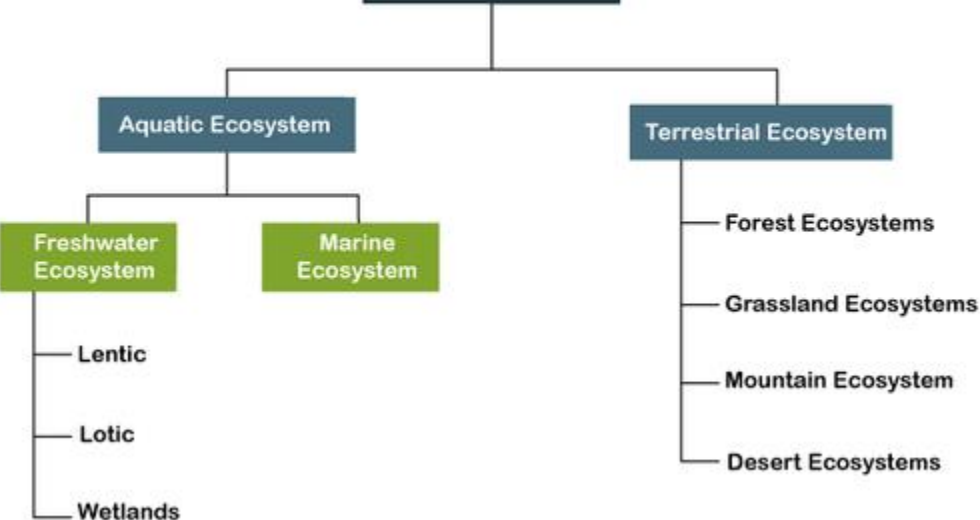 Aquatic Ecosystem
Terrestrial Ecosystem
Freshwater
Ecosystem
Marine
Ecosystem
Lentic
Lotic
Wetlands
Forest Ecosystems
Grassland Ecosystems
Mountain Ecosystem
Desert Ecosystems